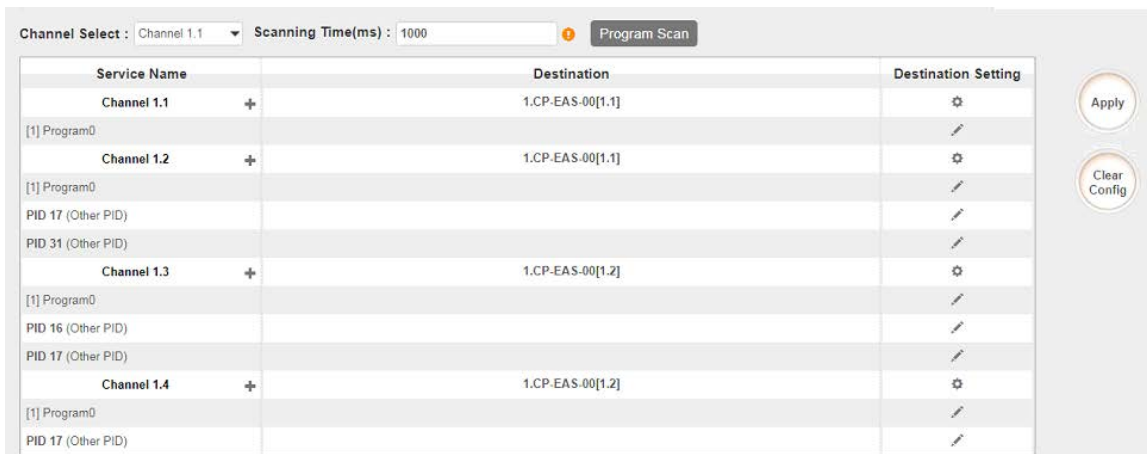 Channel Select : Channel 1.1 Scanning Time(ms) : 1000 Program Scan
Service Name Destination Destination Setting
Channel 1.1 1.CP-EAS-00[1.1]
Apply
[1] Program0
Channel 1.2 1.CP-EAS-00[1.1]
[1] Program0
Clear
Config
PID 17 (Other PID)
PID 31 (Other PID)
Channel 1.3 1.CP-EAS-00[1.2]
[1] Program0
PID 16 (Other PID)
PID 17 (Other PID)
Channel 1.4 1.CP-EAS-00[1.2]
[1] Program0
PID 17 (Other PID)